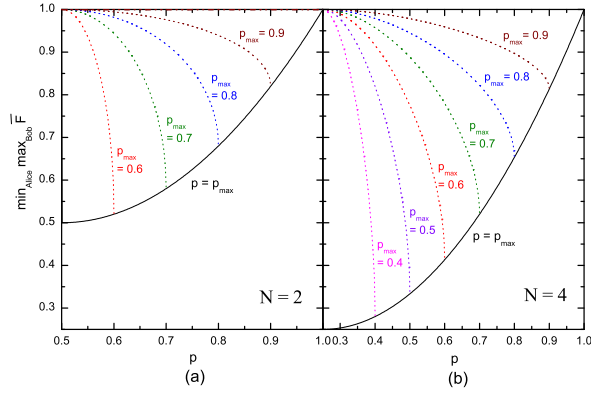 min_Alice max_Bob F̅
1.0
0.9
0.8
0.7
0.6
0.5
0.4
0.3
p_max = 0.9
p_max
= 0.8
p_max
= 0.7
p_max
= 0.6
p = p_max
N = 2
0.5 0.6 0.7 0.8 0.9 1.0
p
(a)
p_max = 0.9
p_max
= 0.8
p_max
= 0.7
p_max
= 0.6
p_max
= 0.5
p_max
= 0.4
p = p_max
N = 4
0.3 0.4 0.5 0.6 0.7 0.8 0.9 1.0
p
(b)